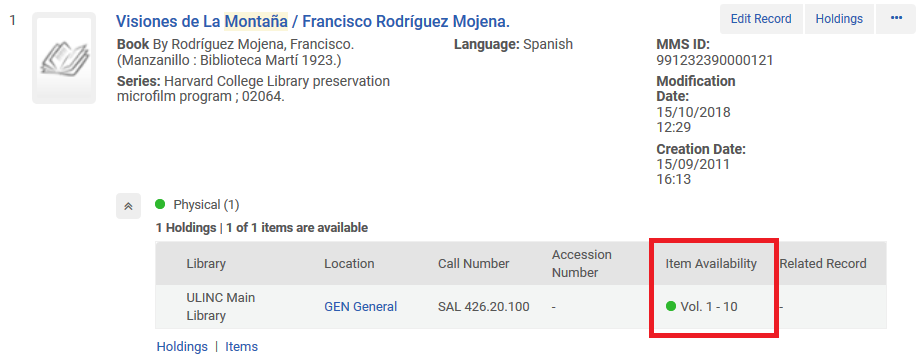 1
Visiones de La Montaña / Francisco Rodríguez Mojena.
Edit Record Holdings •••
Book By Rodríguez Mojena, Francisco.
(Manzanillo : Biblioteca Martí 1923.)
Series: Harvard College Library preservation
microfilm program ; 02064.
Language: Spanish
MMS ID:
991232390000121
Modification
Date:
15/10/2018
12:29
Creation Date:
15/09/2011
16:13
Physical (1)
1 Holdings | 1 of 1 items are available
Library Location Call Number Accession Number Item Availability Related Record
ULINC Main Library GEN General SAL 426.20.100 - Vol. 1 - 10 -
Holdings | Items